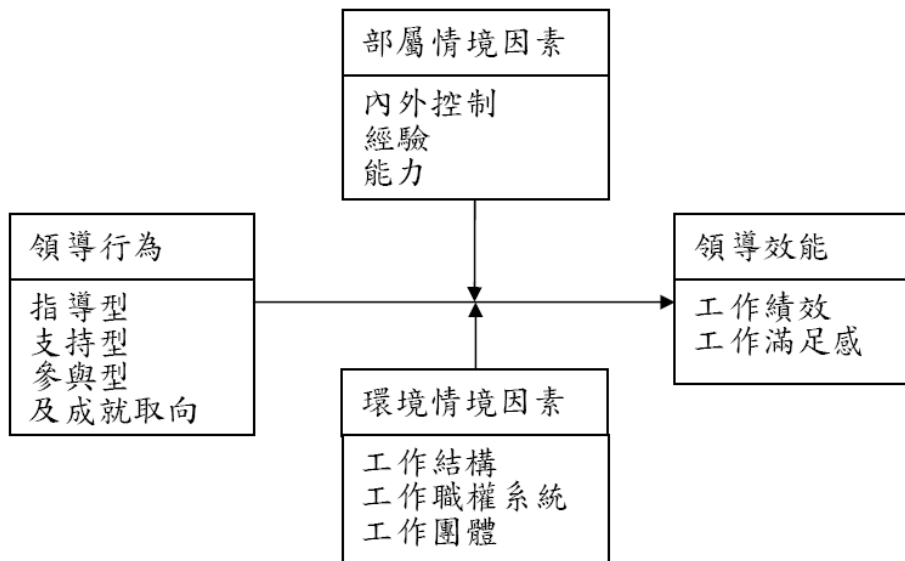 部屬情境因素
內外控制
經驗
能力
領導行為
指導型
支持型
參與型
及成就取向
領導效能
工作績效
工作滿足感
環境情境因素
工作結構
工作職權系統
工作團體